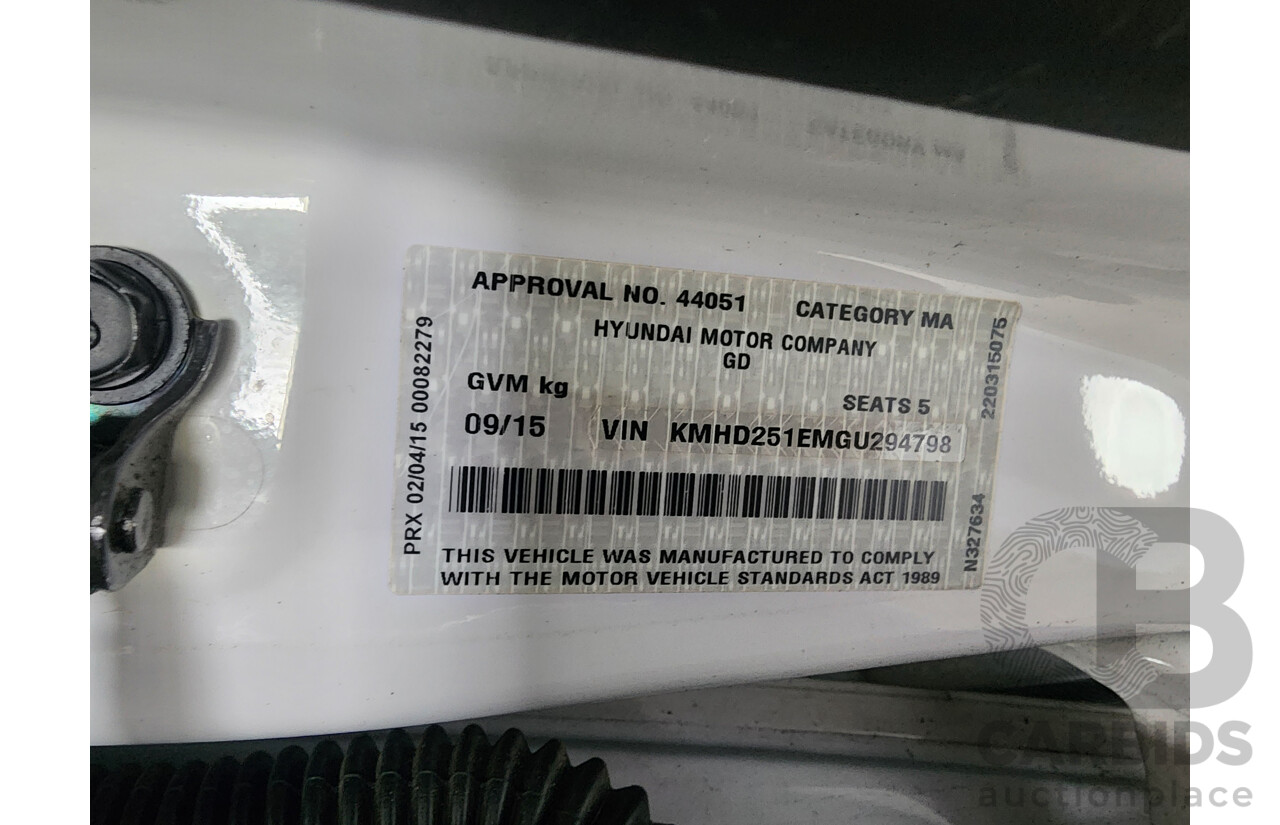 APPROVAL NO. 44051 CATEGORY MA
HYUNDAI MOTOR COMPANY
GD
GVM kg
SEATS 5
09/15 VIN KMHD251EMGU294798
THIS VEHICLE WAS MANUFACTURED TO COMPLY
WITH THE MOTOR VEHICLE STANDARDS ACT 1989
PRX 02/04/15 00082279
220315075
N327634
CARBIDS
auctionplace